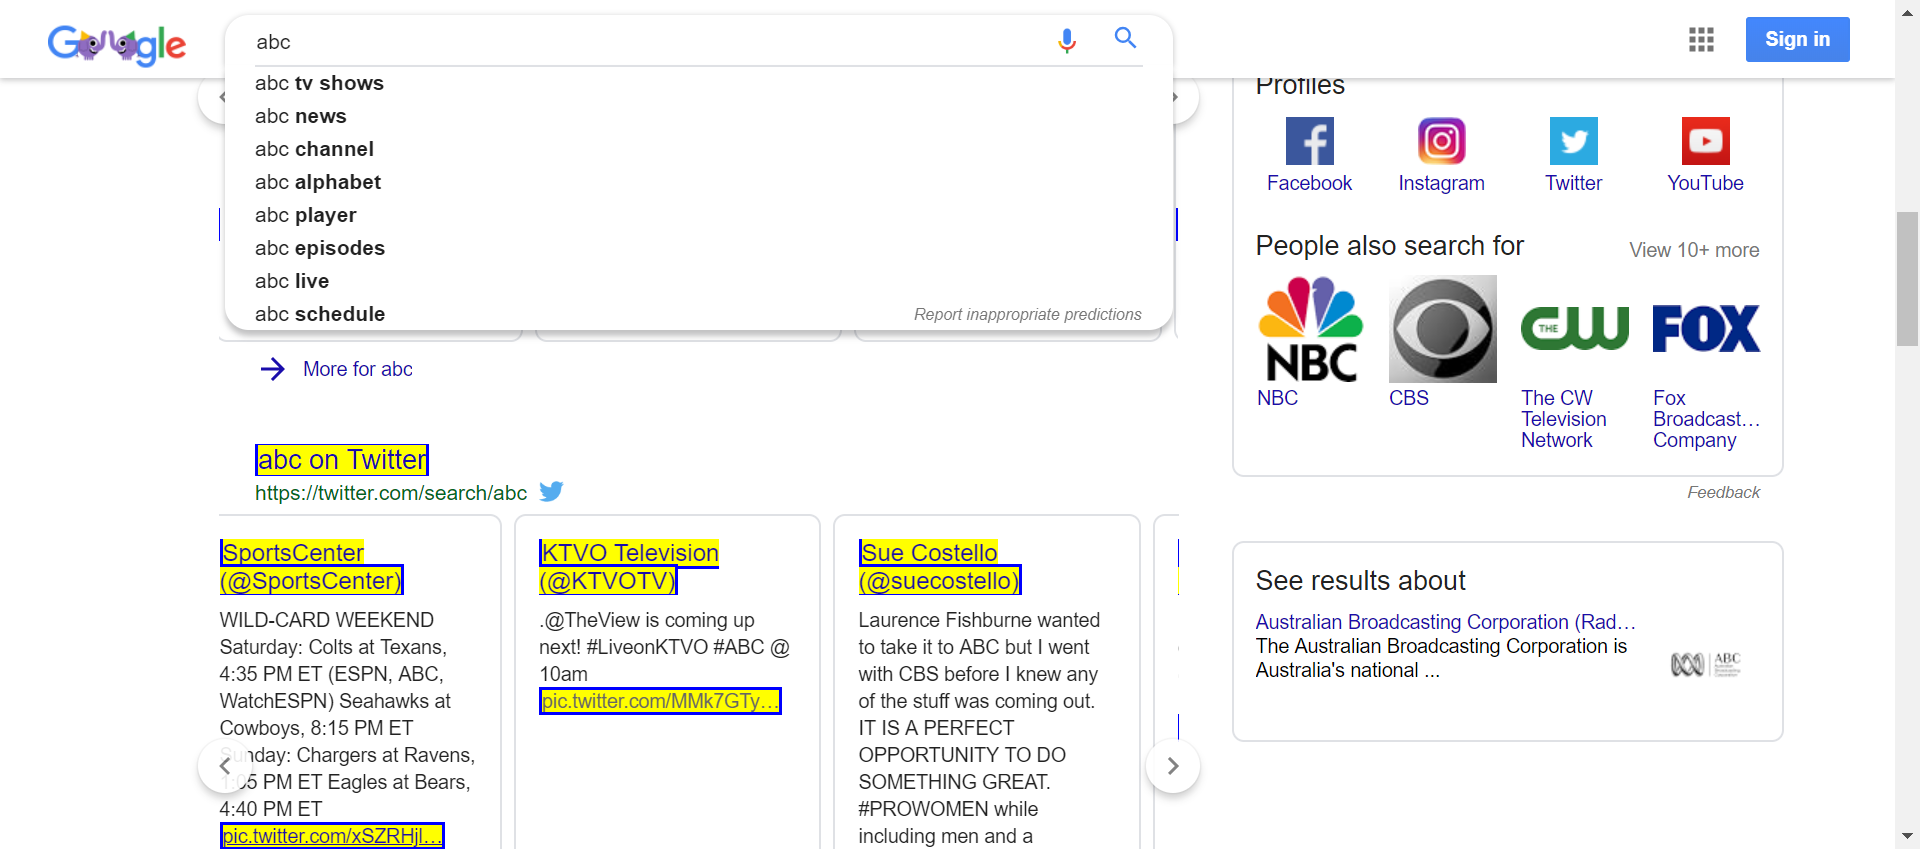 Google
abc
Sign in
abc tv shows
abc news
abc channel
abc alphabet
abc player
abc episodes
abc live
abc schedule
Report inappropriate predictions
More for abc
abc on Twitter
https://twitter.com/search/abc
SportsCenter
(@SportsCenter)
WILD-CARD WEEKEND
Saturday: Colts at Texans,
4:35 PM ET (ESPN, ABC,
WatchESPN) Seahawks at
Cowboys, 8:15 PM ET
Sunday: Chargers at Ravens,
1:05 PM ET Eagles at Bears,
4:40 PM ET
pic.twitter.com/xSZRHjl...
KTVO Television
(@KTVOTV)
.@TheView is coming up
next! #LiveonKTVO #ABC @
10am
pic.twitter.com/MMk7GTy...
Sue Costello
(@suecostello)
Laurence Fishburne wanted
to take it to ABC but I went
with CBS before I knew any
of the stuff was coming out.
IT IS A PERFECT
OPPORTUNITY TO DO
SOMETHING GREAT.
#PROWOMEN while
including men and a
Profiles
Facebook
Instagram
Twitter
YouTube
People also search for
View 10+ more
NBC
THE CW
FOX
NBC
CBS
The CW
Television
Network
Fox
Broadcast...
Company
Feedback
See results about
Australian Broadcasting Corporation (Rad...
The Australian Broadcasting Corporation is
Australia's national ...
ABC